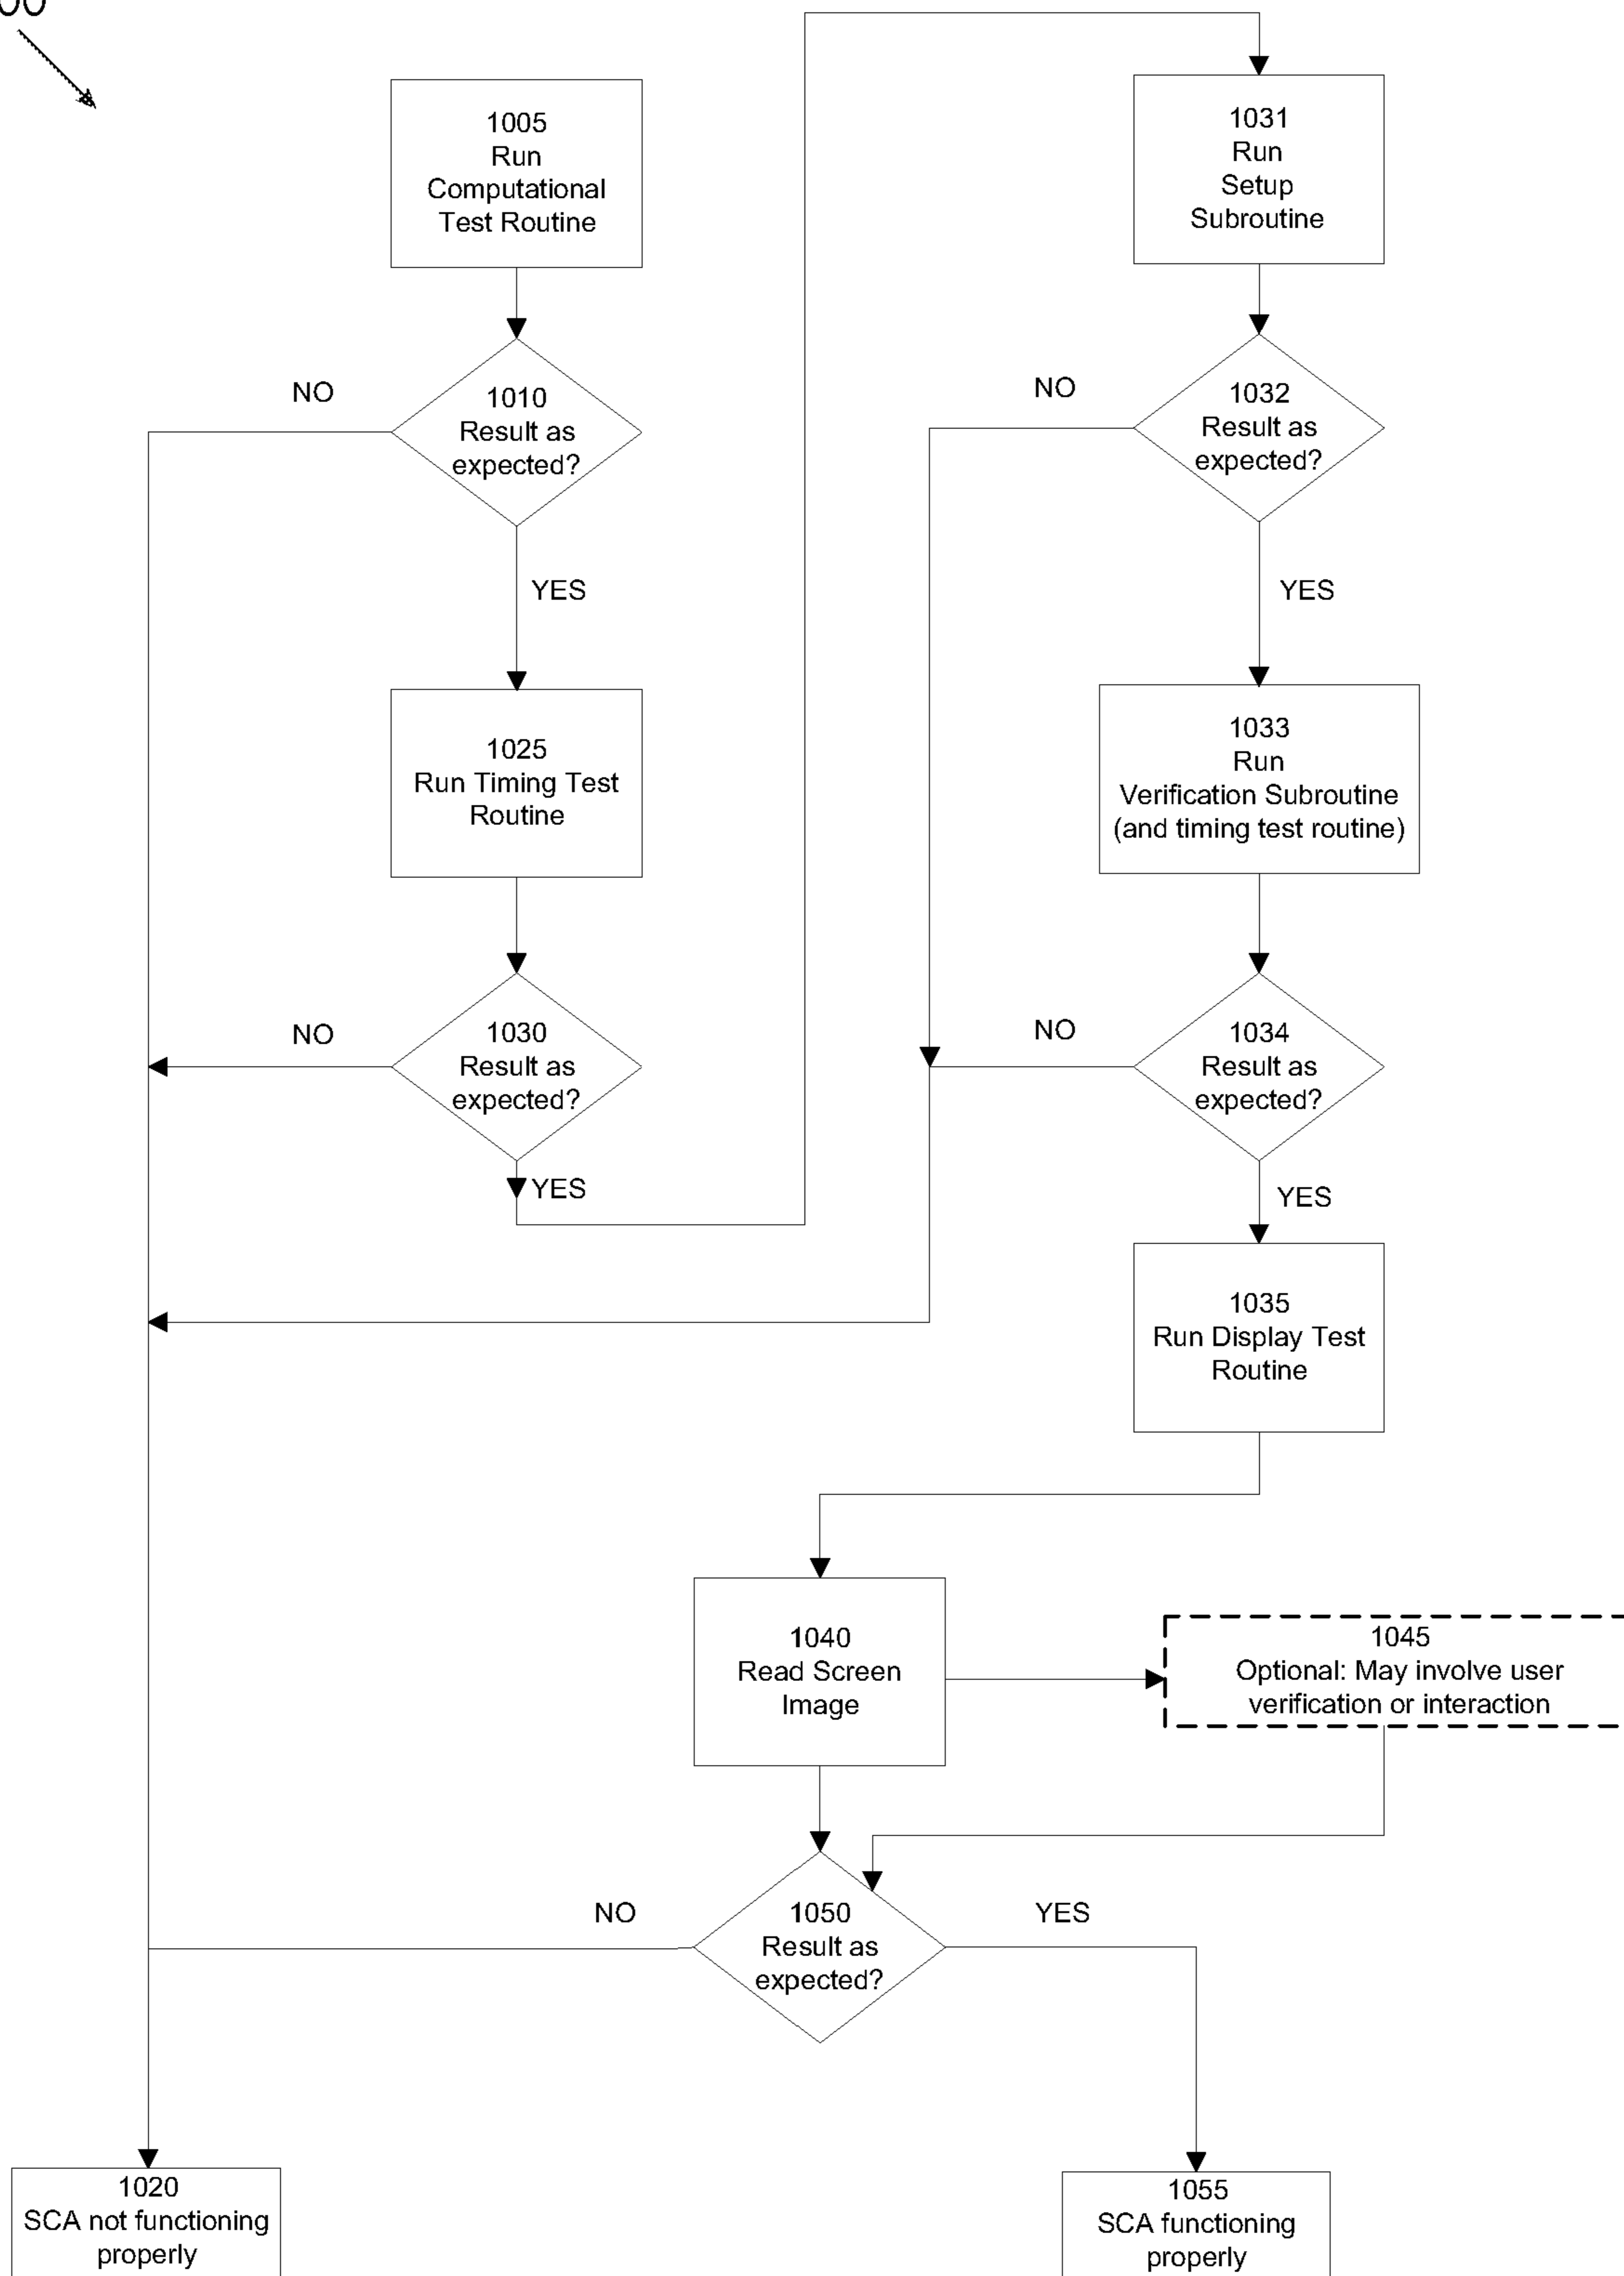 1005
Run
Computational
Test Routine
1010
Result as
expected?
NO
YES
1025
Run Timing Test
Routine
1030
Result as
expected?
NO
YES
1031
Run
Setup
Subroutine
1032
Result as
expected?
NO
YES
1033
Run
Verification Subroutine
(and timing test routine)
1034
Result as
expected?
NO
YES
1035
Run Display Test
Routine
1040
Read Screen
Image
1045
Optional: May involve user
verification or interaction
1050
Result as
expected?
NO
YES
1020
SCA not functioning
properly
1055
SCA functioning
properly